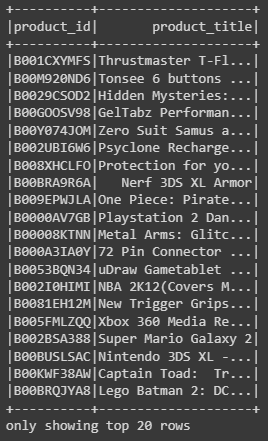 +----------+--------------------+
|product_id|       product_title|
+----------+--------------------+
|B001CXYMFS|Thrustmaster T-Fl...|
|B00M920ND6|Tonsee 6 buttons ...|
|B0029CSOD2|Hidden Mysteries:...|
|B00GOOSV98|GelTabz Performan...|
|B00Y074JOM|Zero Suit Samus a...|
|B002UBI6W6|Psyclone Recharge...|
|B008XHCLFO|Protection for yo...|
|B00BRA9R6A|   Nerf 3DS XL Armor|
|B009EPWJLA|One Piece: Pirate...|
|B0000AV7GB|Playstation 2 Dan...|
|B00008KTNN|Metal Arms: Glitc...|
|B000A3IA0Y|72 Pin Connector ...|
|B0053BQN34|uDraw Gametablet ...|
|B002I0HIMI|NBA 2K12(Covers M...|
|B0081EH12M|New Trigger Grips...|
|B005FMLZQQ|Xbox 360 Media Re...|
|B002BSA388|Super Mario Galaxy 2|
|B00BUSLSAC|Nintendo 3DS XL -...|
|B00KWF38AW|Captain Toad:  Tr...|
|B00BRQJYA8|Lego Batman 2: DC...|
+----------+--------------------+
only showing top 20 rows